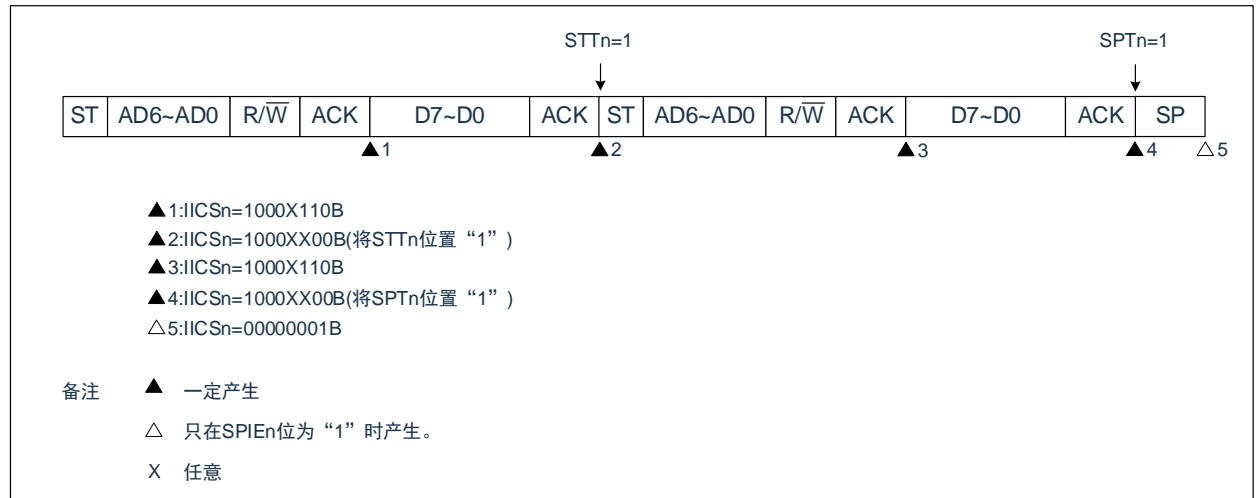 STTn=1 SPTn=1
ST AD6~AD0 R/W ACK D7~D0 ACK ST AD6~AD0 R/W ACK D7~D0 ACK SP
▲1 ▲2 ▲3 ▲4 △5
▲1:IICSn=1000X110B
▲2:IICSn=1000XX00B(将STTn位置“1”)
▲3:IICSn=1000X110B
▲4:IICSn=1000XX00B(将SPTn位置“1”)
△5:IICSn=00000001B
备注 ▲ 一定产生
△ 只在SPIEn位为“1”时产生。
X 任意